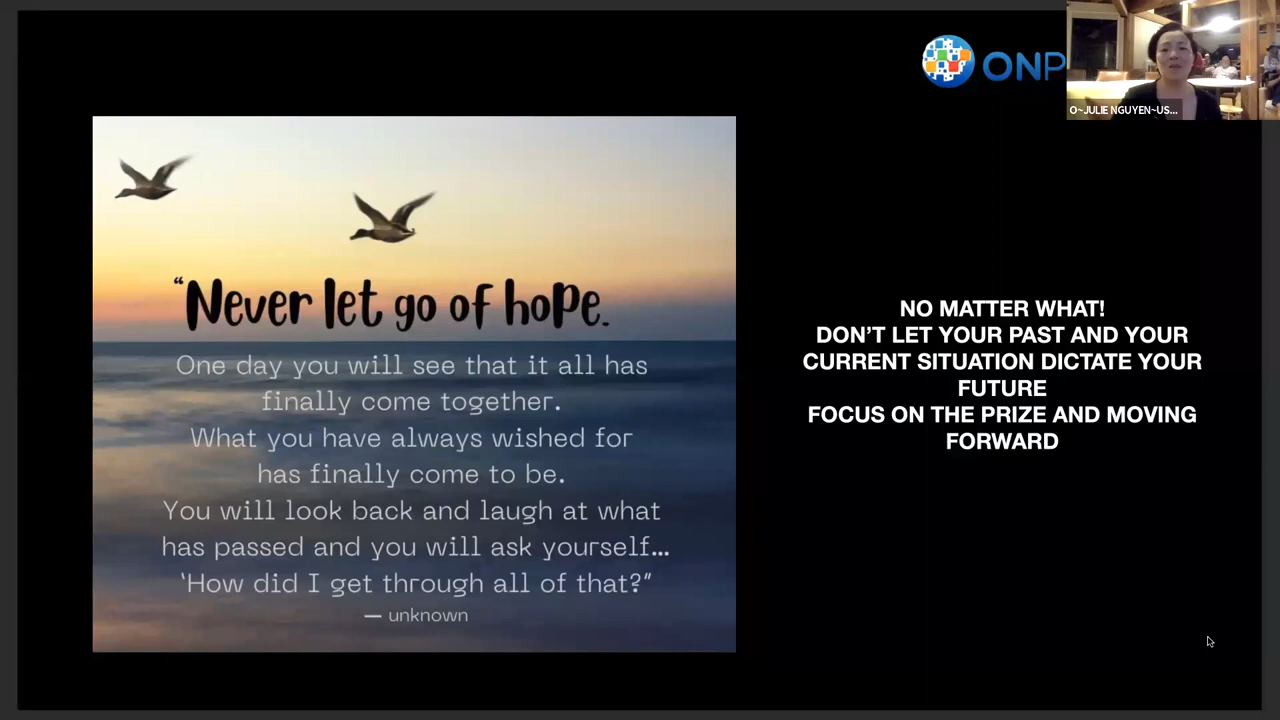 ONP
O~JULIE NGUYEN~US...
“Never let go of hope.
One day you will see that it all has
finally come together.
What you have always wished for
has finally come to be.
You will look back and laugh at what
has passed and you will ask yourself...
‘How did I get through all of that?”
— unknown
NO MATTER WHAT!
DON’T LET YOUR PAST AND YOUR
CURRENT SITUATION DICTATE YOUR
FUTURE
FOCUS ON THE PRIZE AND MOVING
FORWARD